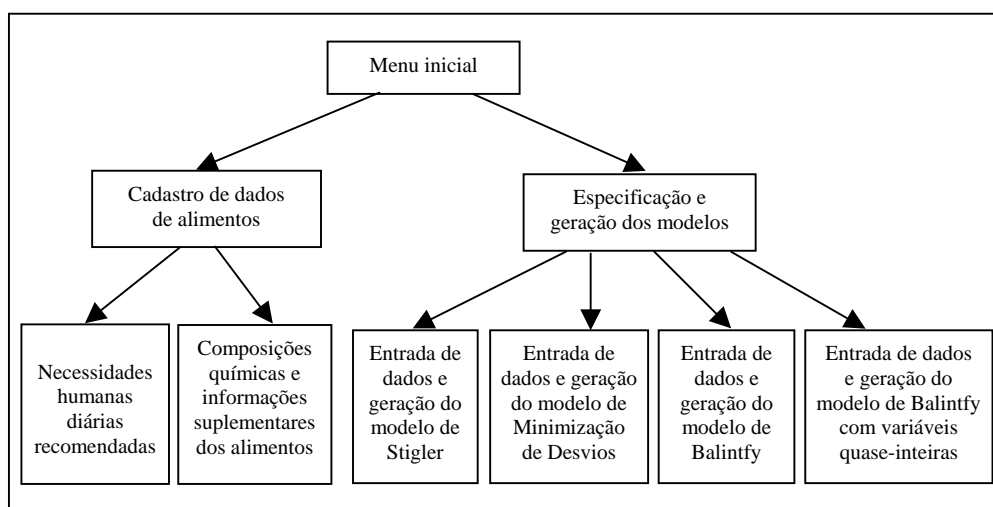 Menu inicial
Cadastro de dados
de alimentos
Especificação e
geração dos modelos
Necessidades
humanas
diárias
recomendadas
Composições
químicas e
informações
suplementares
dos alimentos
Entrada de
dados e
geração do
modelo de
Stigler
Entrada de
dados e geração
do modelo de
Minimização
de Desvios
Entrada de
dados e
geração do
modelo de
Balintfy
Entrada de dados
e geração do
modelo de Balintfy
com variáveis
quase-inteiras